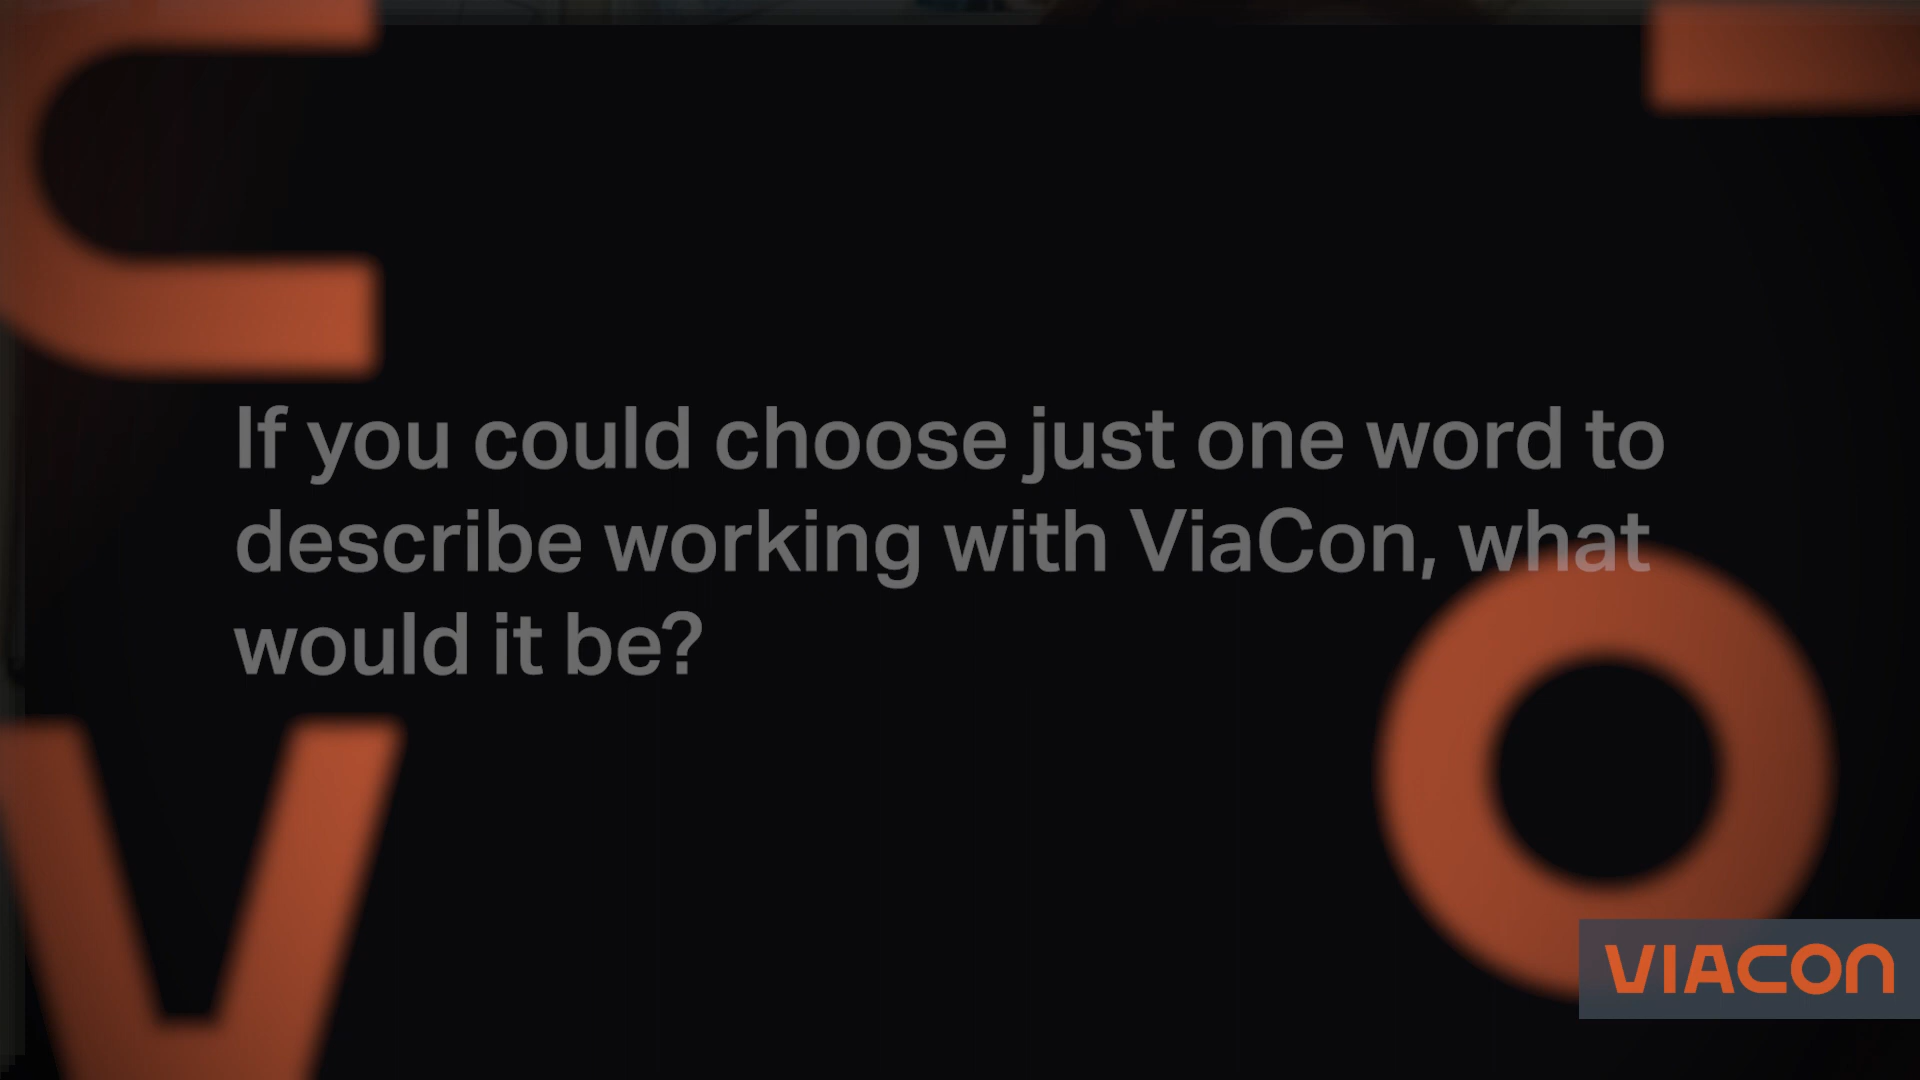 If you could choose just one word to
describe working with ViaCon, what
would it be?
VIACON